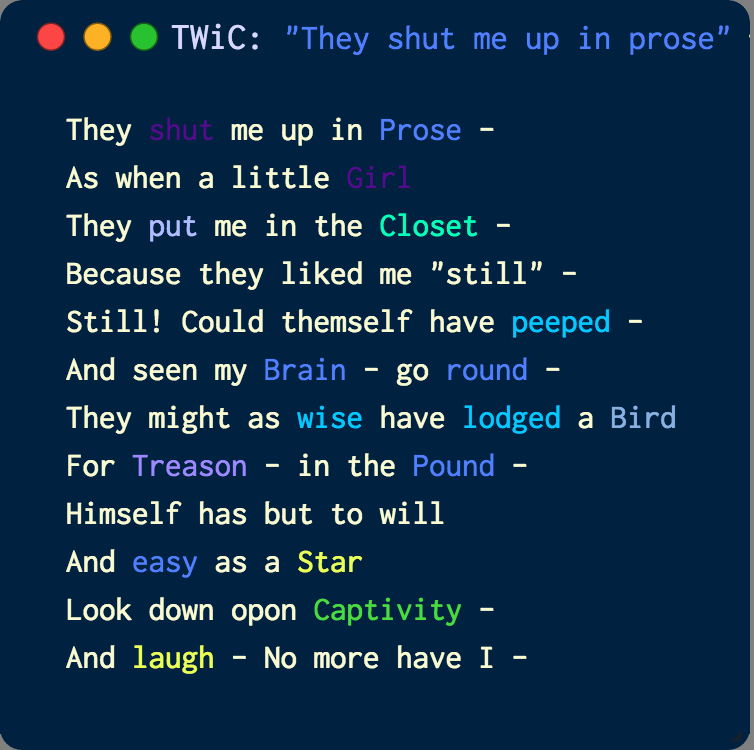 TWiC: "They shut me up in prose"
They shut me up in Prose –
As when a little Girl
They put me in the Closet –
Because they liked me "still" –
Still! Could themself have peeped –
And seen my Brain – go round –
They might as wise have lodged a Bird
For Treason – in the Pound –
Himself has but to will
And easy as a Star
Look down opon Captivity –
And laugh – No more have I –